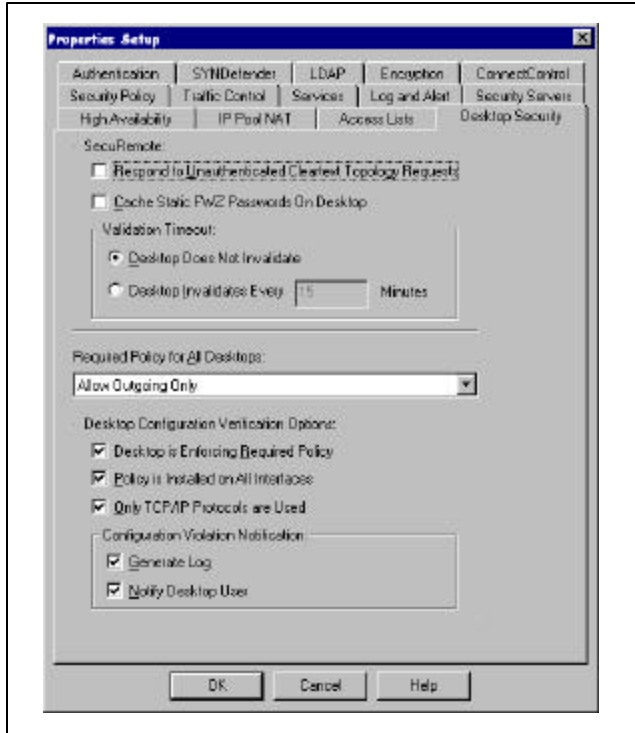 Properties Setup
Authentication SYNDefender LDAP Encryption ConnectControl
Security Policy Traffic Control Services Log and Alert Security Servers
High Availability IP Pool NAT Access Lists Desktop Security
SecuRemote:
Respond to Unauthenticated Cleartext Topology Requests
Cache Static FWZ Passwords On Desktop
Validation Timeout:
Desktop Does Not Invalidate
Desktop Invalidates Every 15 Minutes
Required Policy for All Desktops:
Allow Outgoing Only
Desktop Configuration Verification Options:
Desktop is Enforcing Required Policy
Policy is Installed on All Interfaces
Only TCP/IP Protocols are Used
Configuration Violation Notification
Generate Log
Notify Desktop User
OK Cancel Help